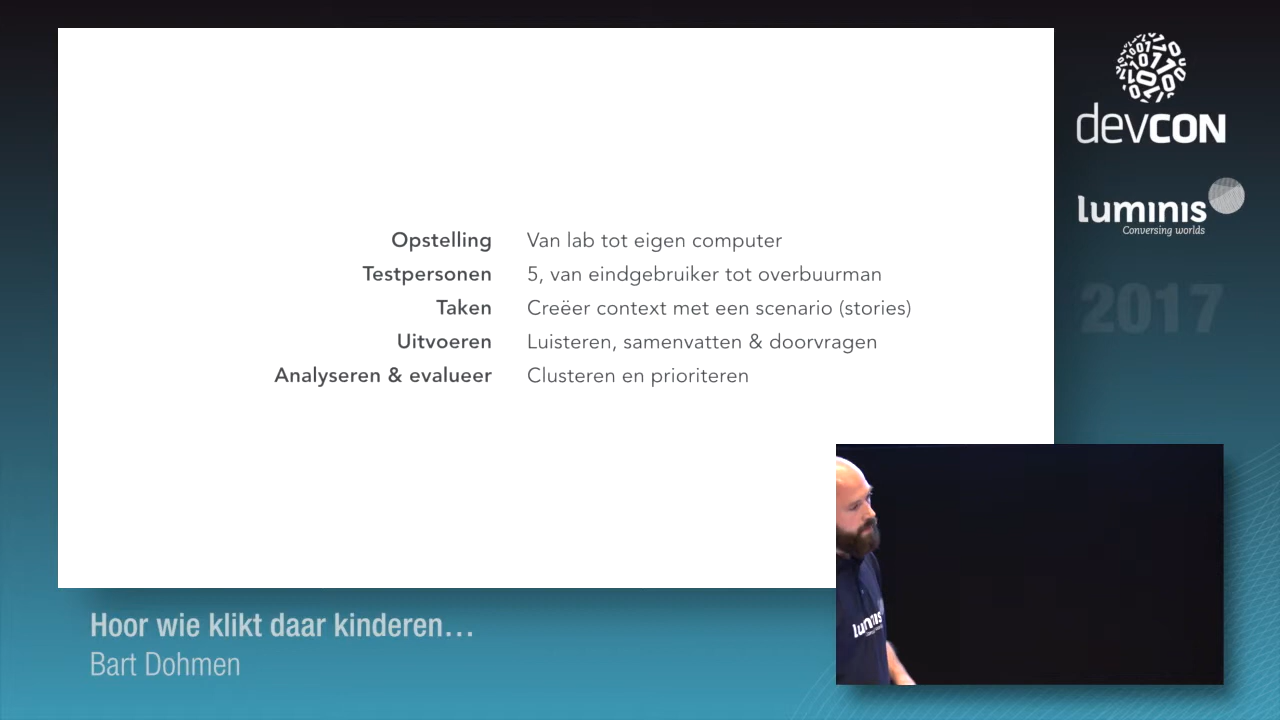 devcon
luminis
Conversing worlds
2017
Opstelling Van lab tot eigen computer
Testpersonen 5, van eindgebruiker tot overbuurman
Taken Creëer context met een scenario (stories)
Uitvoeren Luisteren, samenvatten & doorvragen
Analyseren & evalueer Clusteren en prioriteren
luminis
Hoor wie klikt daar kinderen...
Bart Dohmen